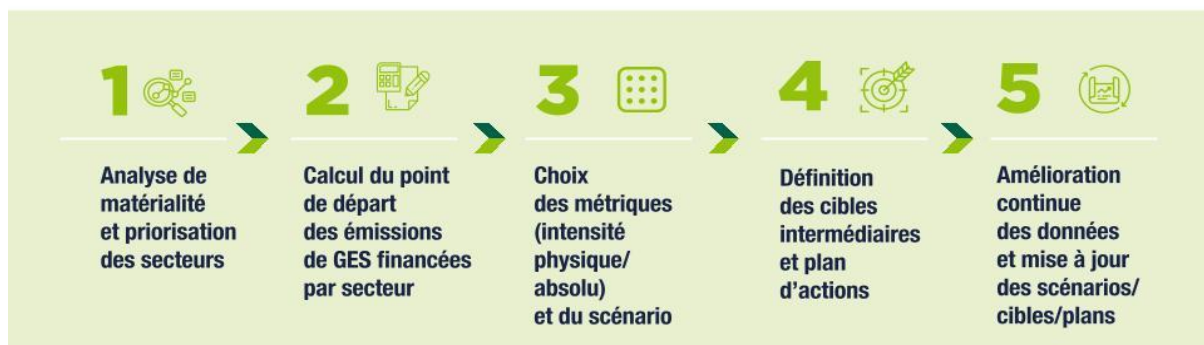 1
Analyse de
matérialité
et priorisation
des secteurs
2
Calcul du point
de départ
des émissions
de GES financées
par secteur
3
Choix
des métriques
(intensité
physique/
absolu)
et du scénario
4
Définition
des cibles
intermédiaires
et plan
d’actions
5
Amélioration
continue
des données
et mise à jour
des scénarios/
cibles/plans